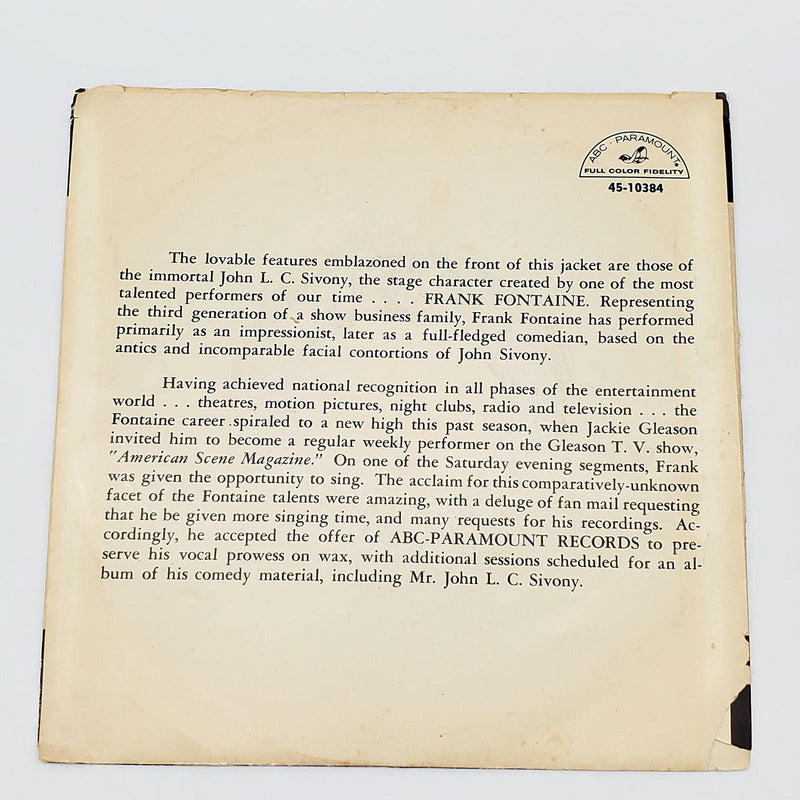 ABC · PARAMOUNT
FULL COLOR FIDELITY
45-10384
The lovable features emblazoned on the front of this jacket are those of
the immortal John L. C. Sivony, the stage character created by one of the most
talented performers of our time . . . . FRANK FONTAINE. Representing
the third generation of a show business family, Frank Fontaine has performed
primarily as an impressionist, later as a full-fledged comedian, based on the
antics and incomparable facial contortions of John Sivony.
Having achieved national recognition in all phases of the entertainment
world . . . theatres, motion pictures, night clubs, radio and television . . . the
Fontaine career spiraled to a new high this past season, when Jackie Gleason
invited him to become a regular weekly performer on the Gleason T. V. show,
"American Scene Magazine." On one of the Saturday evening segments, Frank
was given the opportunity to sing. The acclaim for this comparatively-unknown
facet of the Fontaine talents were amazing, with a deluge of fan mail requesting
that he be given more singing time, and many requests for his recordings. Ac-
cordingly, he accepted the offer of ABC-PARAMOUNT RECORDS to pre-
serve his vocal prowess on wax, with additional sessions scheduled for an al-
bum of his comedy material, including Mr. John L. C. Sivony.